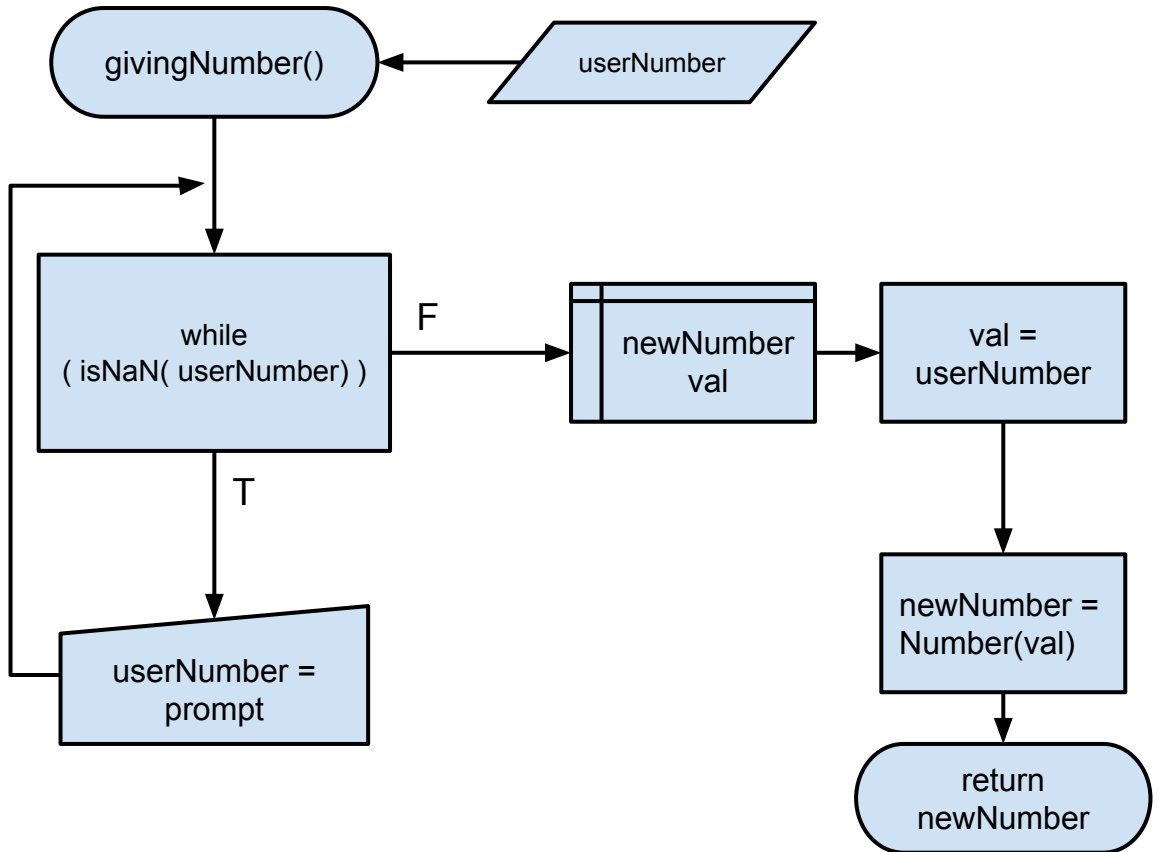 givingNumber()
userNumber
while
( isNaN( userNumber) )
F
newNumber
val
val =
userNumber
T
userNumber =
prompt
newNumber =
Number(val)
return
newNumber